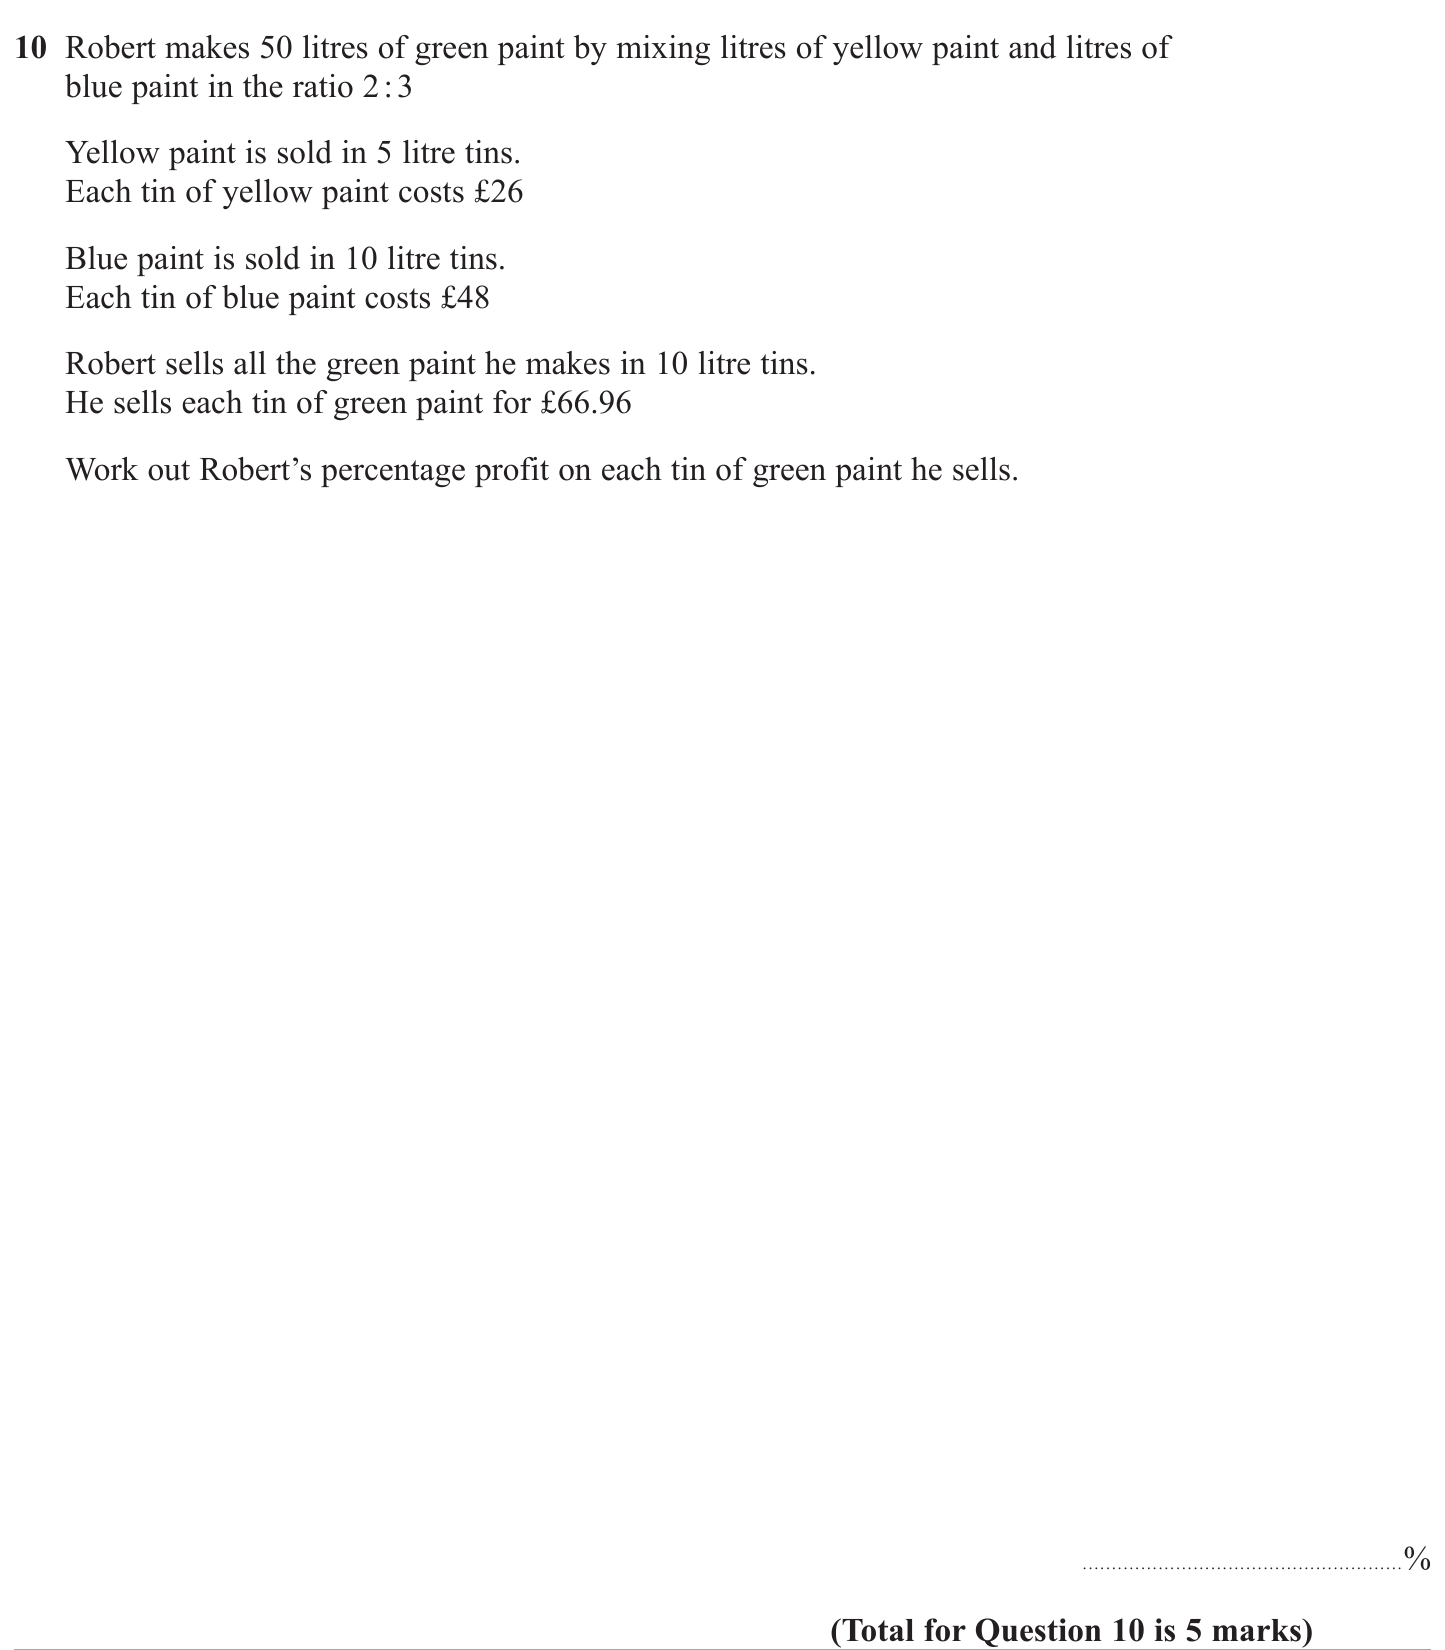 10 Robert makes 50 litres of green paint by mixing litres of yellow paint and litres of
blue paint in the ratio 2 : 3
Yellow paint is sold in 5 litre tins.
Each tin of yellow paint costs £26
Blue paint is sold in 10 litre tins.
Each tin of blue paint costs £48
Robert sells all the green paint he makes in 10 litre tins.
He sells each tin of green paint for £66.96
Work out Robert’s percentage profit on each tin of green paint he sells.
.......................................................%
(Total for Question 10 is 5 marks)